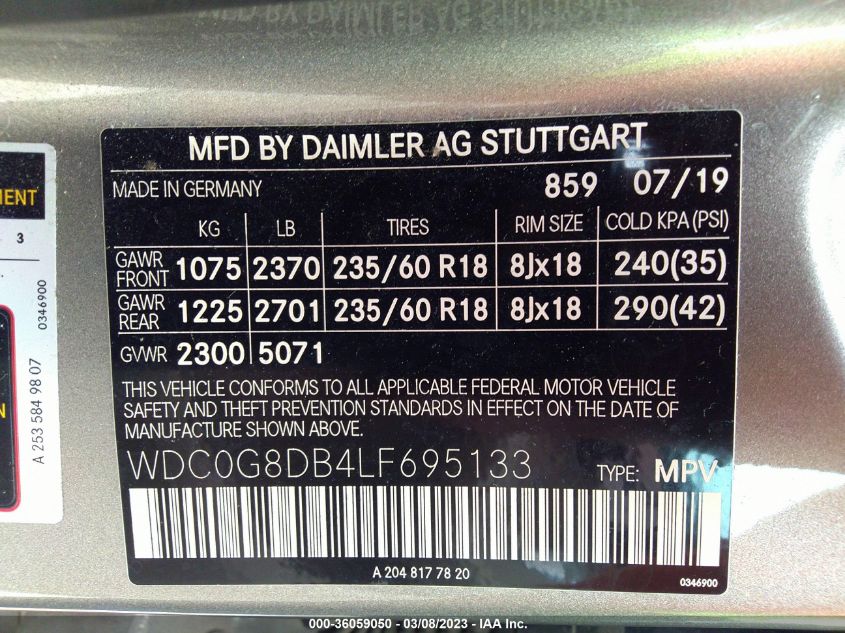 MFD BY DAIMLER AG STUTTGART
MADE IN GERMANY 859 07/19
KG LB TIRES RIM SIZE COLD KPA (PSI)
GAWR FRONT 1075 2370 235/60 R18 8Jx18 240(35)
GAWR REAR 1225 2701 235/60 R18 8Jx18 290(42)
GVWR 2300 5071
THIS VEHICLE CONFORMS TO ALL APPLICABLE FEDERAL MOTOR VEHICLE
SAFETY AND THEFT PREVENTION STANDARDS IN EFFECT ON THE DATE OF
MANUFACTURE SHOWN ABOVE.
WDC0G8DB4LF695133 TYPE: MPV
A 204 817 78 20
0346900
3
0346900
A 253 584 98 07
000-36059050 - 03/08/2023 - IAA Inc.